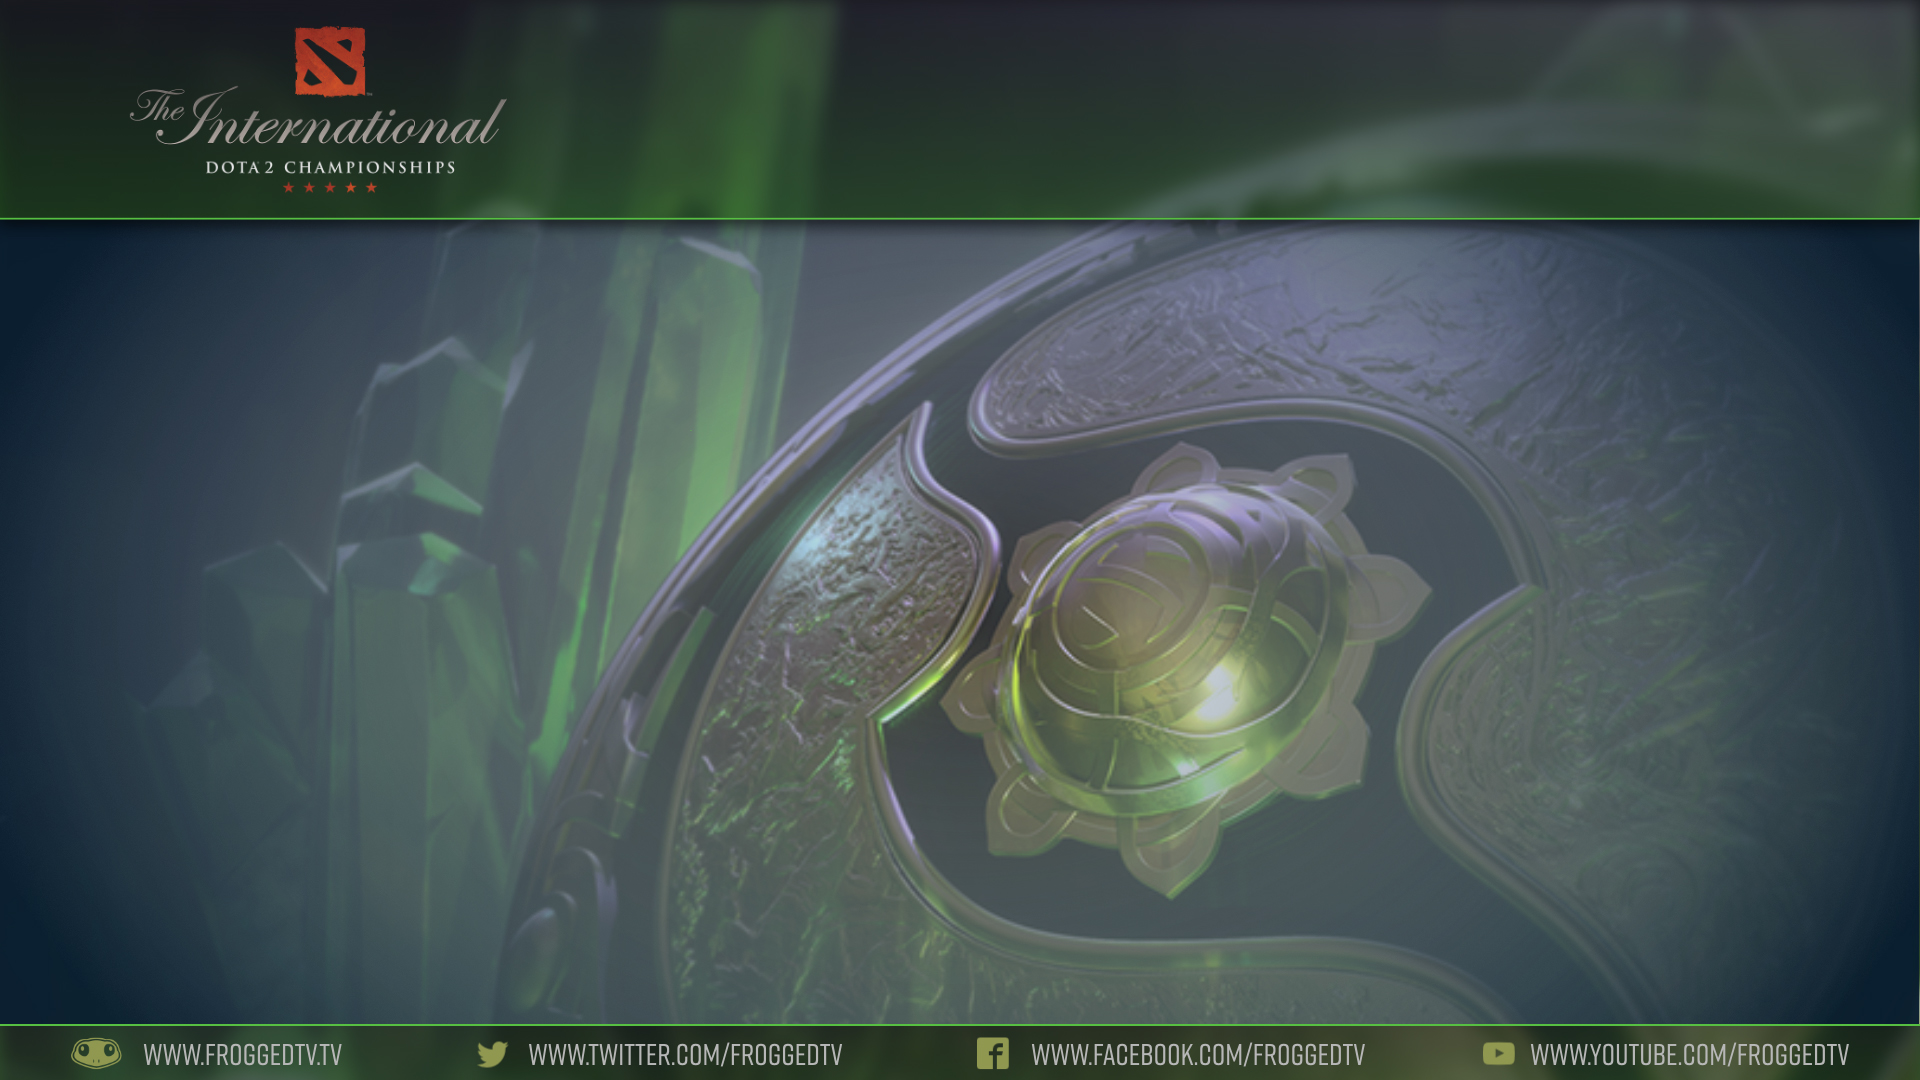 The International
DOTA 2 CHAMPIONSHIPS
WWW.FROGGEDTV.TV
WWW.TWITTER.COM/FROGGEDTV
WWW.FACEBOOK.COM/FROGGEDTV
WWW.YOUTUBE.COM/FROGGEDTV